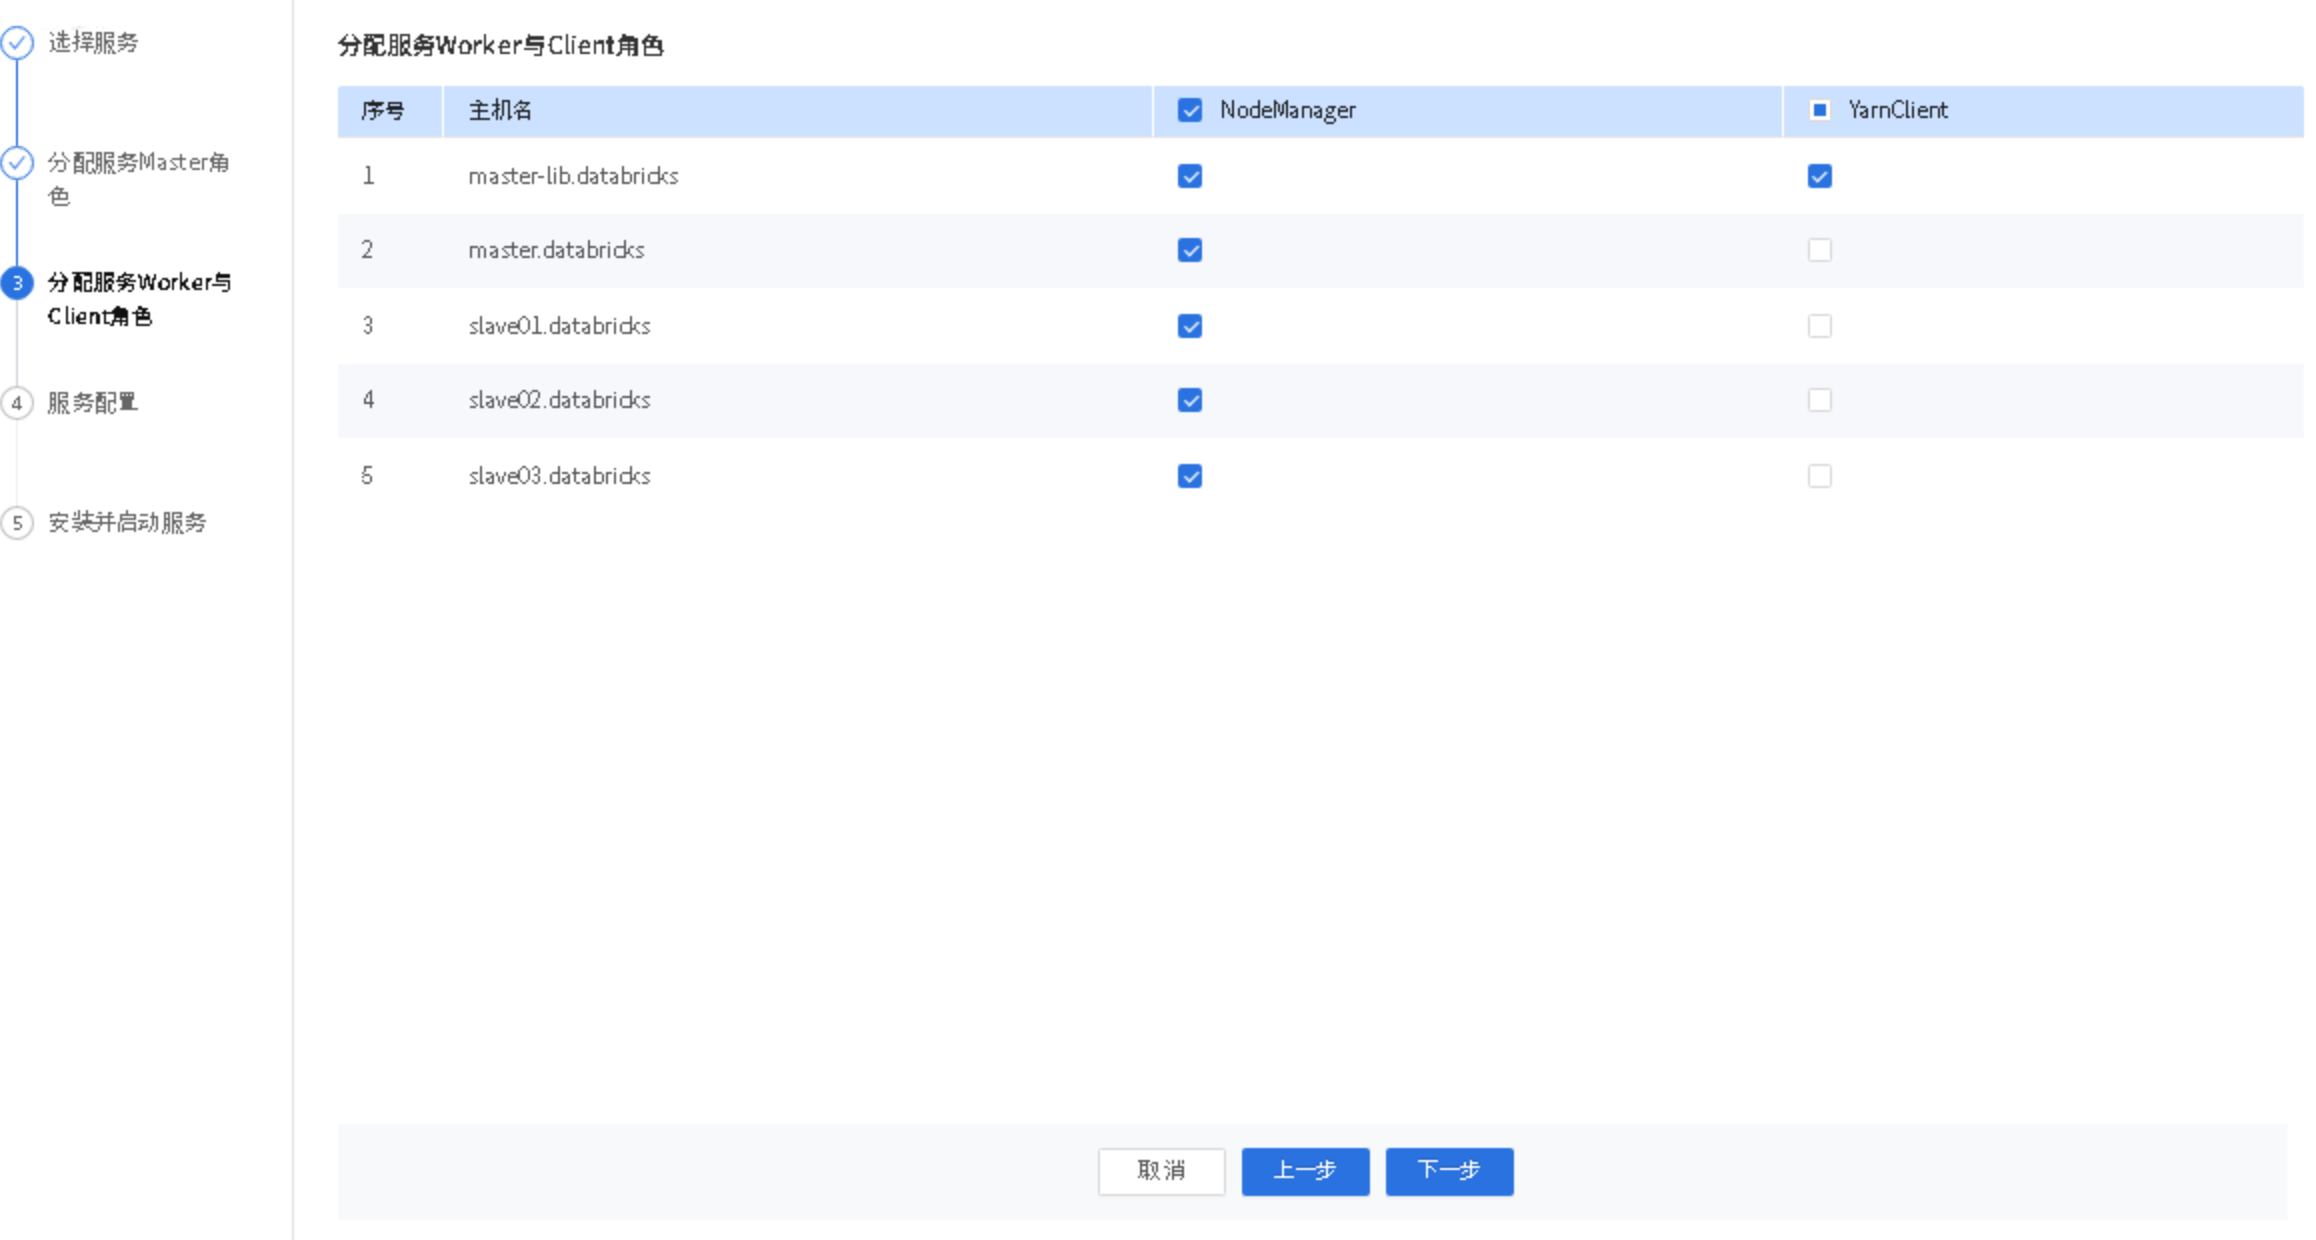 选择服务
分配服务Master角
色
3 分配服务Worker与
Client角色
4 服务配置
5 安装并启动服务
分配服务Worker与Client角色
序号 主机名 NodeManager YarnClient
1 master-lib.databricks
2 master.databricks
3 slave01.databricks
4 slave02.databricks
5 slave03.databricks
取消 上一步 下一步